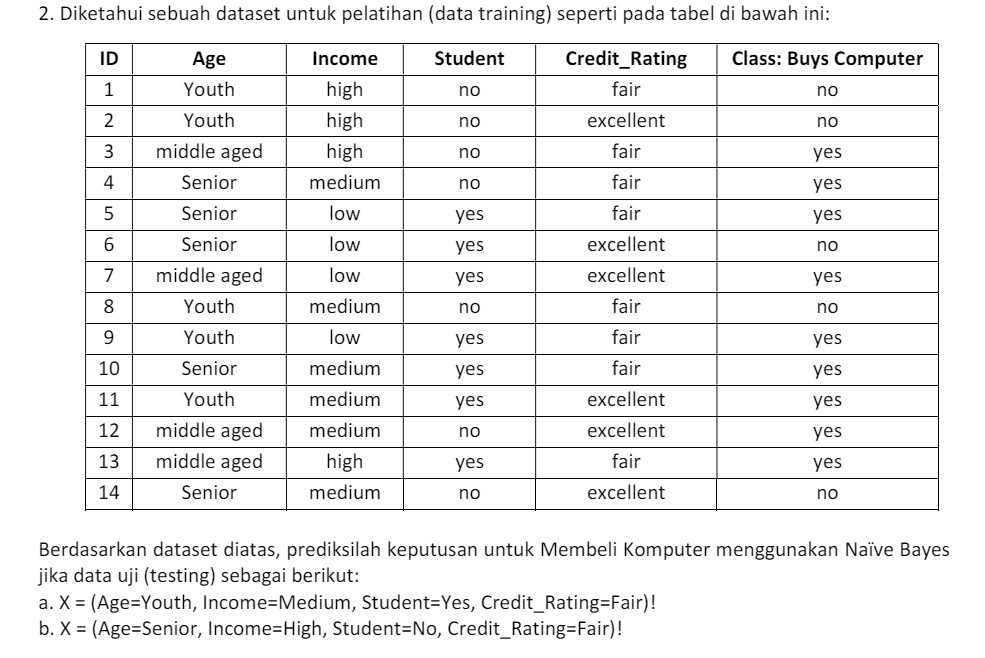 2. Diketahui sebuah dataset untuk pelatihan (data training) seperti pada tabel di bawah ini:
ID Age Income Student Credit_Rating Class: Buys Computer
1 Youth high no fair no
2 Youth high no excellent no
3 middle aged high no fair yes
4 Senior medium no fair yes
5 Senior low yes fair yes
6 Senior low yes excellent no
7 middle aged low yes excellent yes
8 Youth medium no fair no
9 Youth low yes fair yes
10 Senior medium yes fair yes
11 Youth medium yes excellent yes
12 middle aged medium no excellent yes
13 middle aged high yes fair yes
14 Senior medium no excellent no
Berdasarkan dataset diatas, prediksilah keputusan untuk Membeli Komputer menggunakan Naïve Bayes
jika data uji (testing) sebagai berikut:
a. X = (Age=Youth, Income=Medium, Student=Yes, Credit_Rating=Fair)!
b. X = (Age=Senior, Income=High, Student=No, Credit_Rating=Fair)!